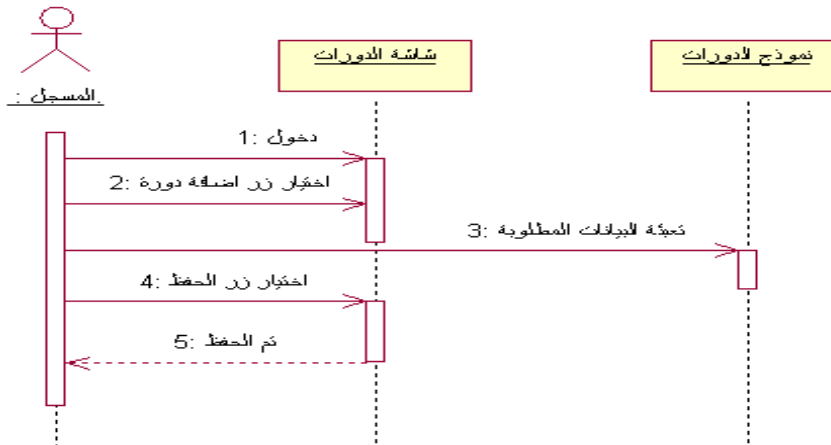 شاشة الدورات
نموذج الدورات
المسجل :
1: دخول
2: اختيار زر اضافة دورة
3: تعبئة البيانات المطلوبة
4: اختيار زر الحفظ
5: تم الحفظ